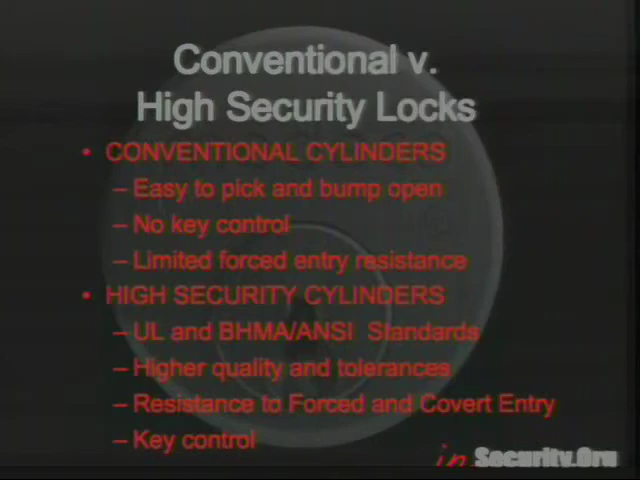 Conventional v.
High Security Locks
• CONVENTIONAL CYLINDERS
– Easy to pick and bump open
– No key control
– Limited forced entry resistance
• HIGH SECURITY CYLINDERS
– UL and BHMA/ANSI Standards
– Higher quality and tolerances
– Resistance to Forced and Covert Entry
– Key control
in Security.Org